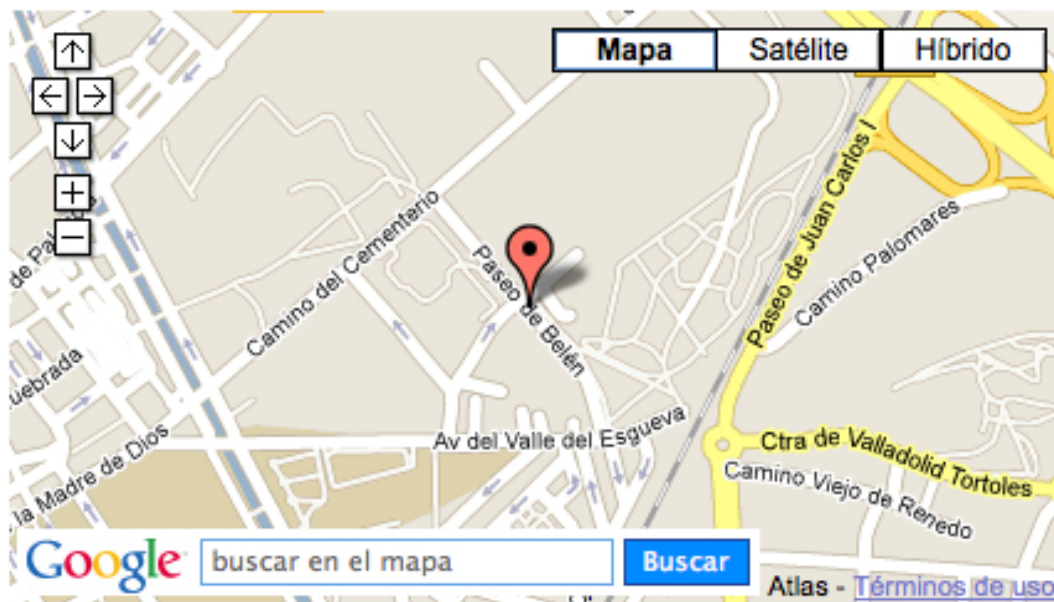 Mapa
Satélite
Híbrido
Paseo de Juan Carlos I
Camino Palomares
Camino del Cementerio
Paseo de Belén
Av del Valle del Esgueva
Ctra de Valladolid Tortoles
Camino Viejo de Renedo
la Madre de Dios
Google
buscar en el mapa
Buscar
Atlas - Términos de uso